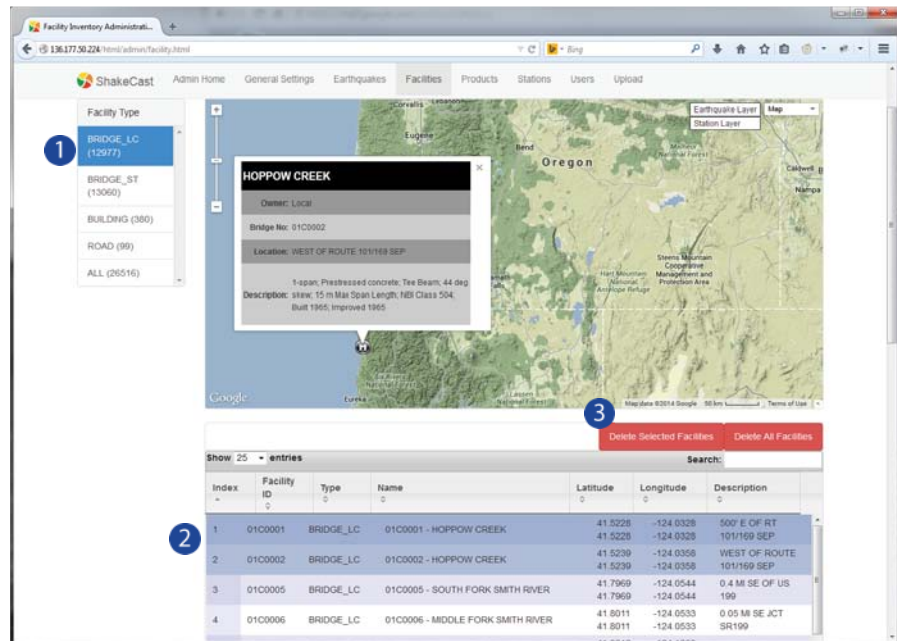 Facility Inventory Administrati...
136.177.50.224/html/admin/facility.html
Bing
ShakeCast
Admin Home General Settings Earthquakes Facilities Products Stations Users Upload
Facility Type
1
BRIDGE_LC
(12977)
BRIDGE_ST
(13060)
BUILDING (380)
ROAD (99)
ALL (26516)
Corvallis
Eugene
Bend
Oregon
Malheur
National Forest
Caldwell
Nampa
Earthquake Layer
Station Layer
Map
Steens Mountain
Cooperative
Management and
Protection Area
Hart Mountain
National
Antelope Refuge
HOPPOW CREEK
Owner: Local
Bridge No: 01C0002
Location: WEST OF ROUTE 101/169 SEP
Description: 1-span; Prestressed concrete; Tee Beam; 44 deg
skew; 15 m Max Span Length; NBI Class 504;
Built 1965; Improved 1965
Six Rivers
National Forest
Eureka
Lassen
National Forest
Google
Map data ©2014 Google 50 km Terms of Use
3
Delete Selected Facilities Delete All Facilities
Show 25 entries
Search:
Index Facility ID Type Name Latitude Longitude Description
2
1 01C0001 BRIDGE_LC 01C0001 - HOPPOW CREEK 41.5228 -124.0328 500' E OF RT
41.5228 -124.0328 101/169 SEP
2 01C0002 BRIDGE_LC 01C0002 - HOPPOW CREEK 41.5239 -124.0358 WEST OF ROUTE
41.5239 -124.0358 101/169 SEP
3 01C0005 BRIDGE_LC 01C0005 - SOUTH FORK SMITH RIVER 41.7969 -124.0544 0.4 MI SE OF US
41.7969 -124.0544 199
4 01C0006 BRIDGE_LC 01C0006 - MIDDLE FORK SMITH RIVER 41.8011 -124.0533 0.05 MI SE JCT
41.8011 -124.0533 SR199